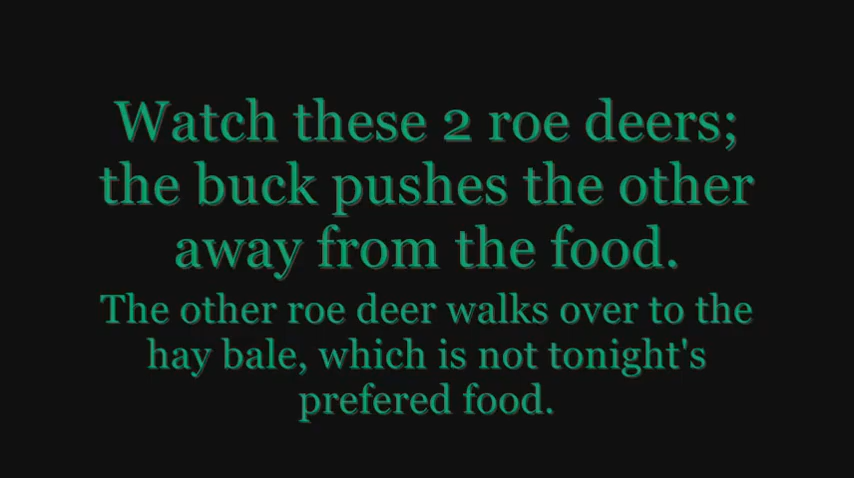 Watch these 2 roe deers;
the buck pushes the other
away from the food.
The other roe deer walks over to the
hay bale, which is not tonight's
prefered food.